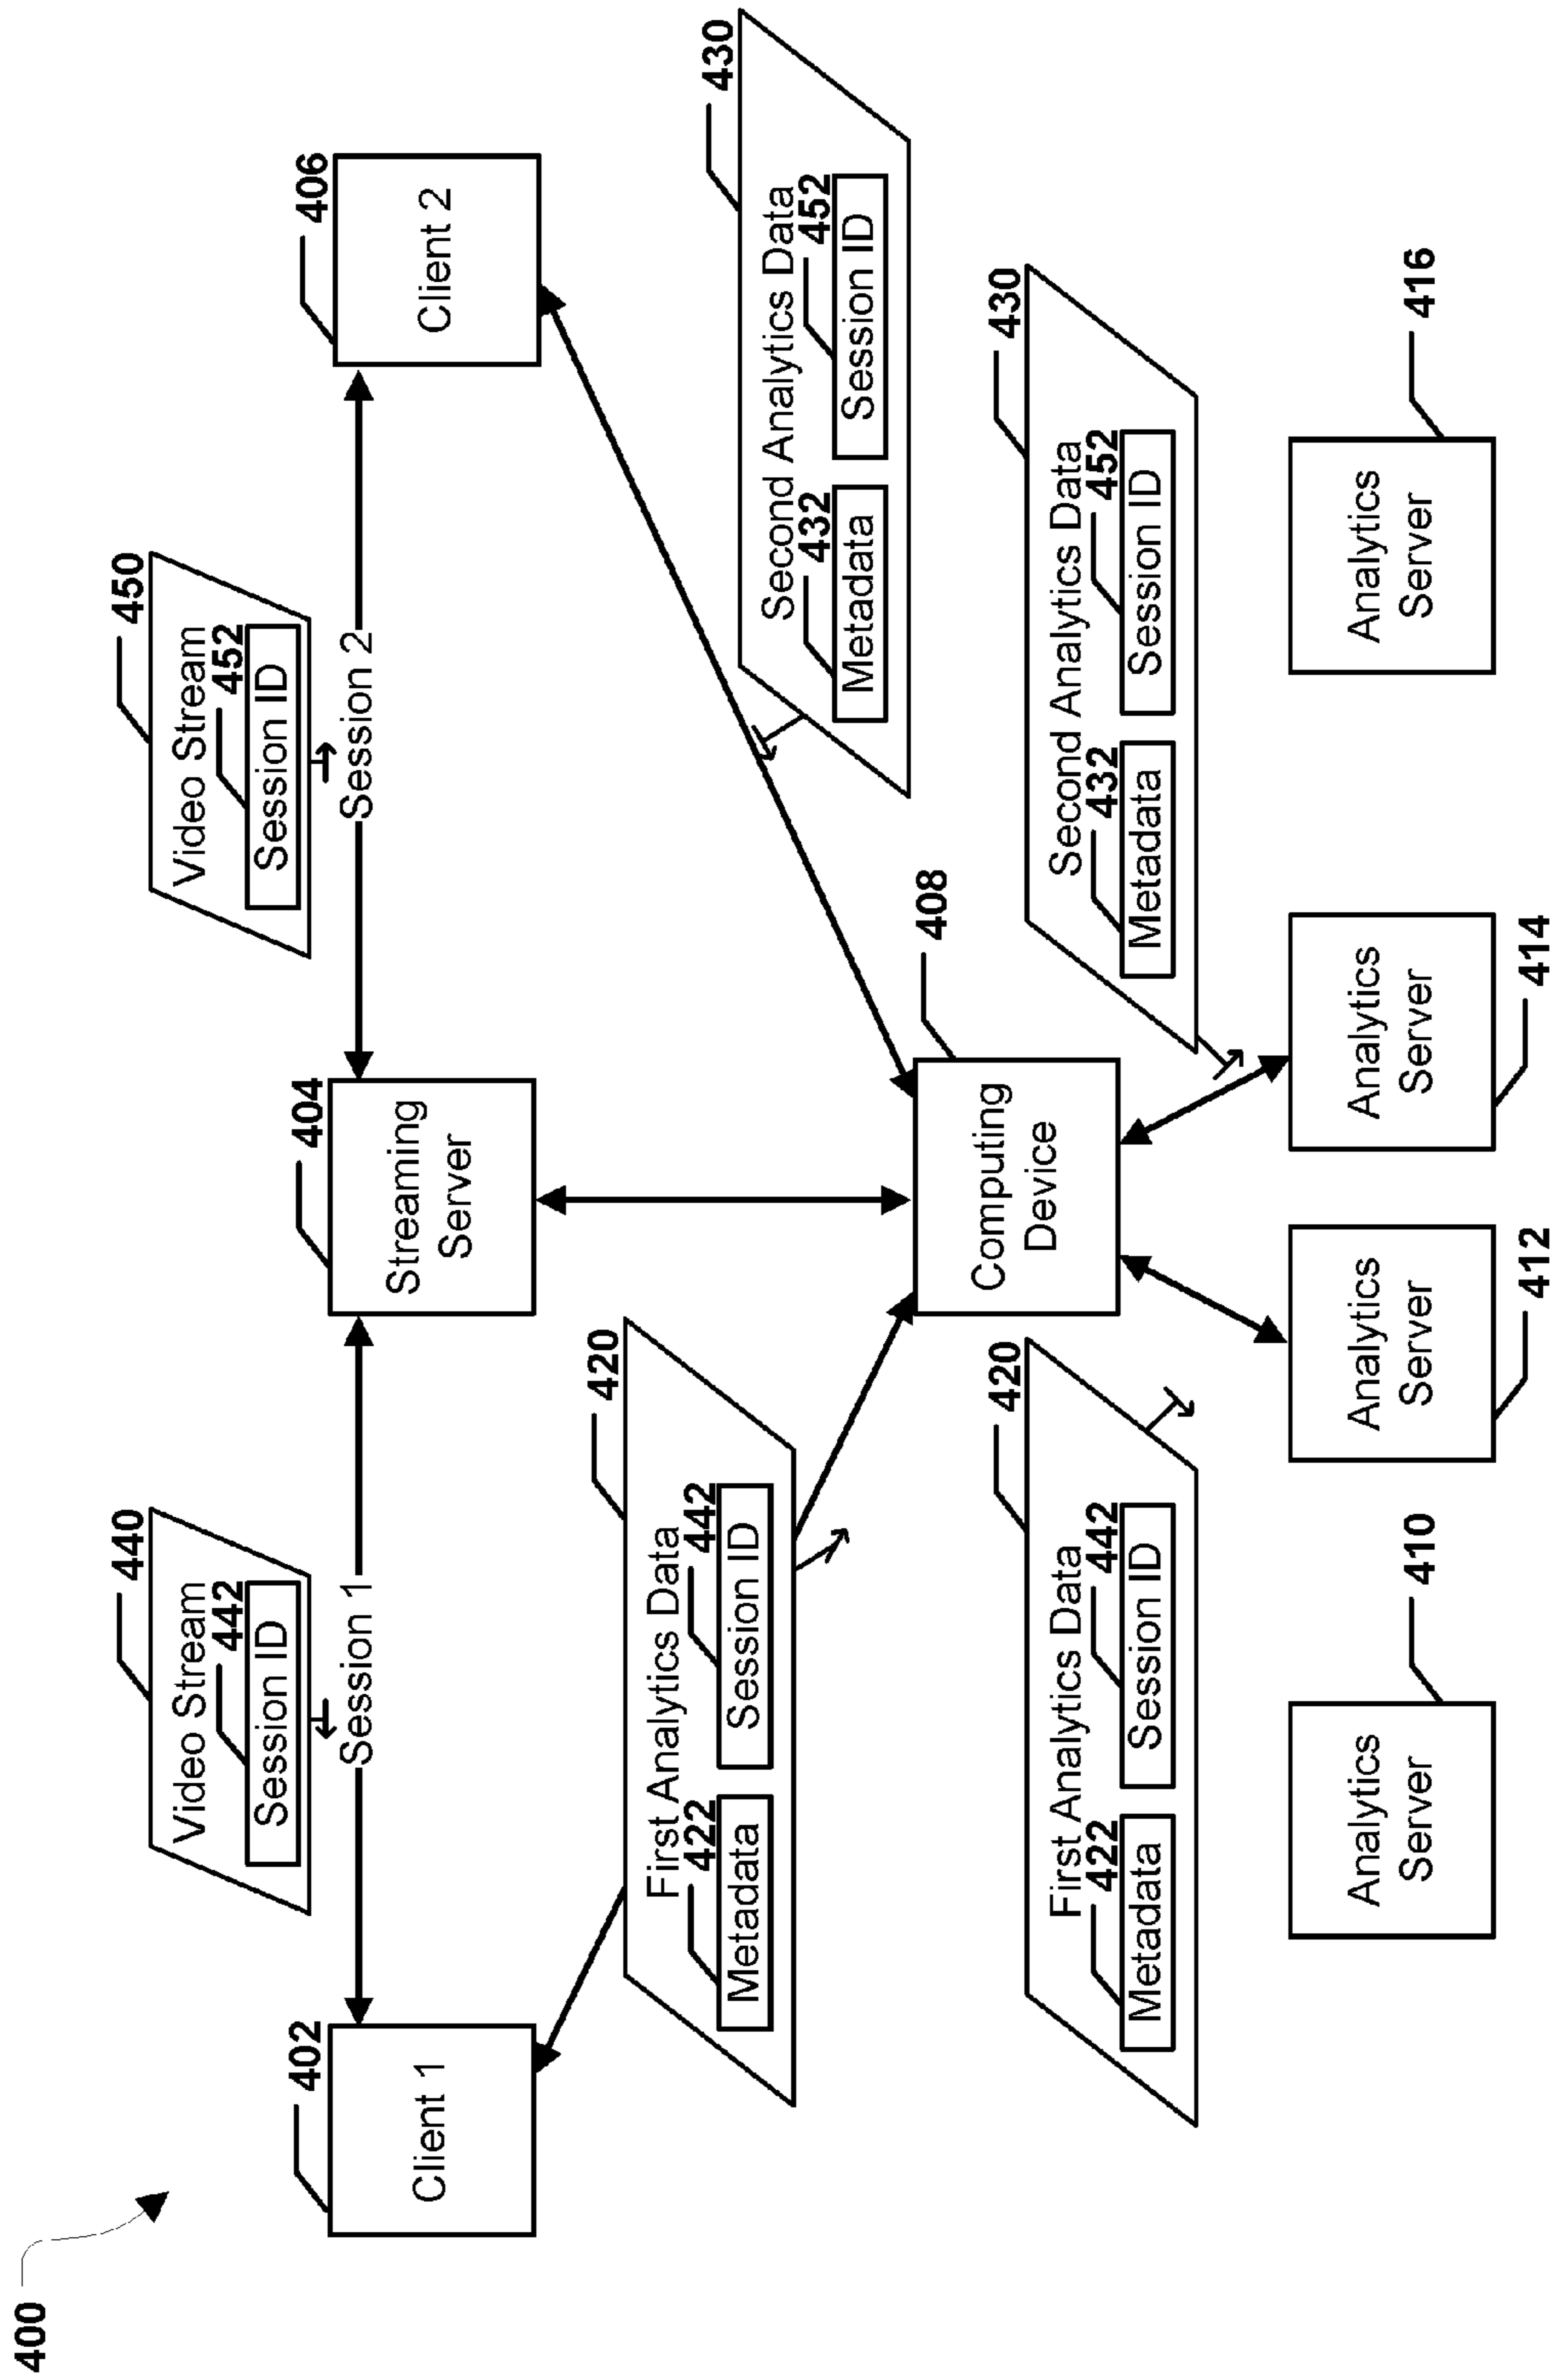 400
440
Video Stream
442
Session ID
450
Video Stream
452
Session ID
402
Client 1
Session 1
404
Streaming
Server
Session 2
406
Client 2
420
First Analytics Data
422
442
Metadata
Session ID
430
Second Analytics Data
432
452
Metadata
Session ID
408
Computing
Device
420
First Analytics Data
422
442
Metadata
Session ID
430
Second Analytics Data
432
452
Metadata
Session ID
410
Analytics
Server
Analytics
Server
412
Analytics
Server
414
416
Analytics
Server